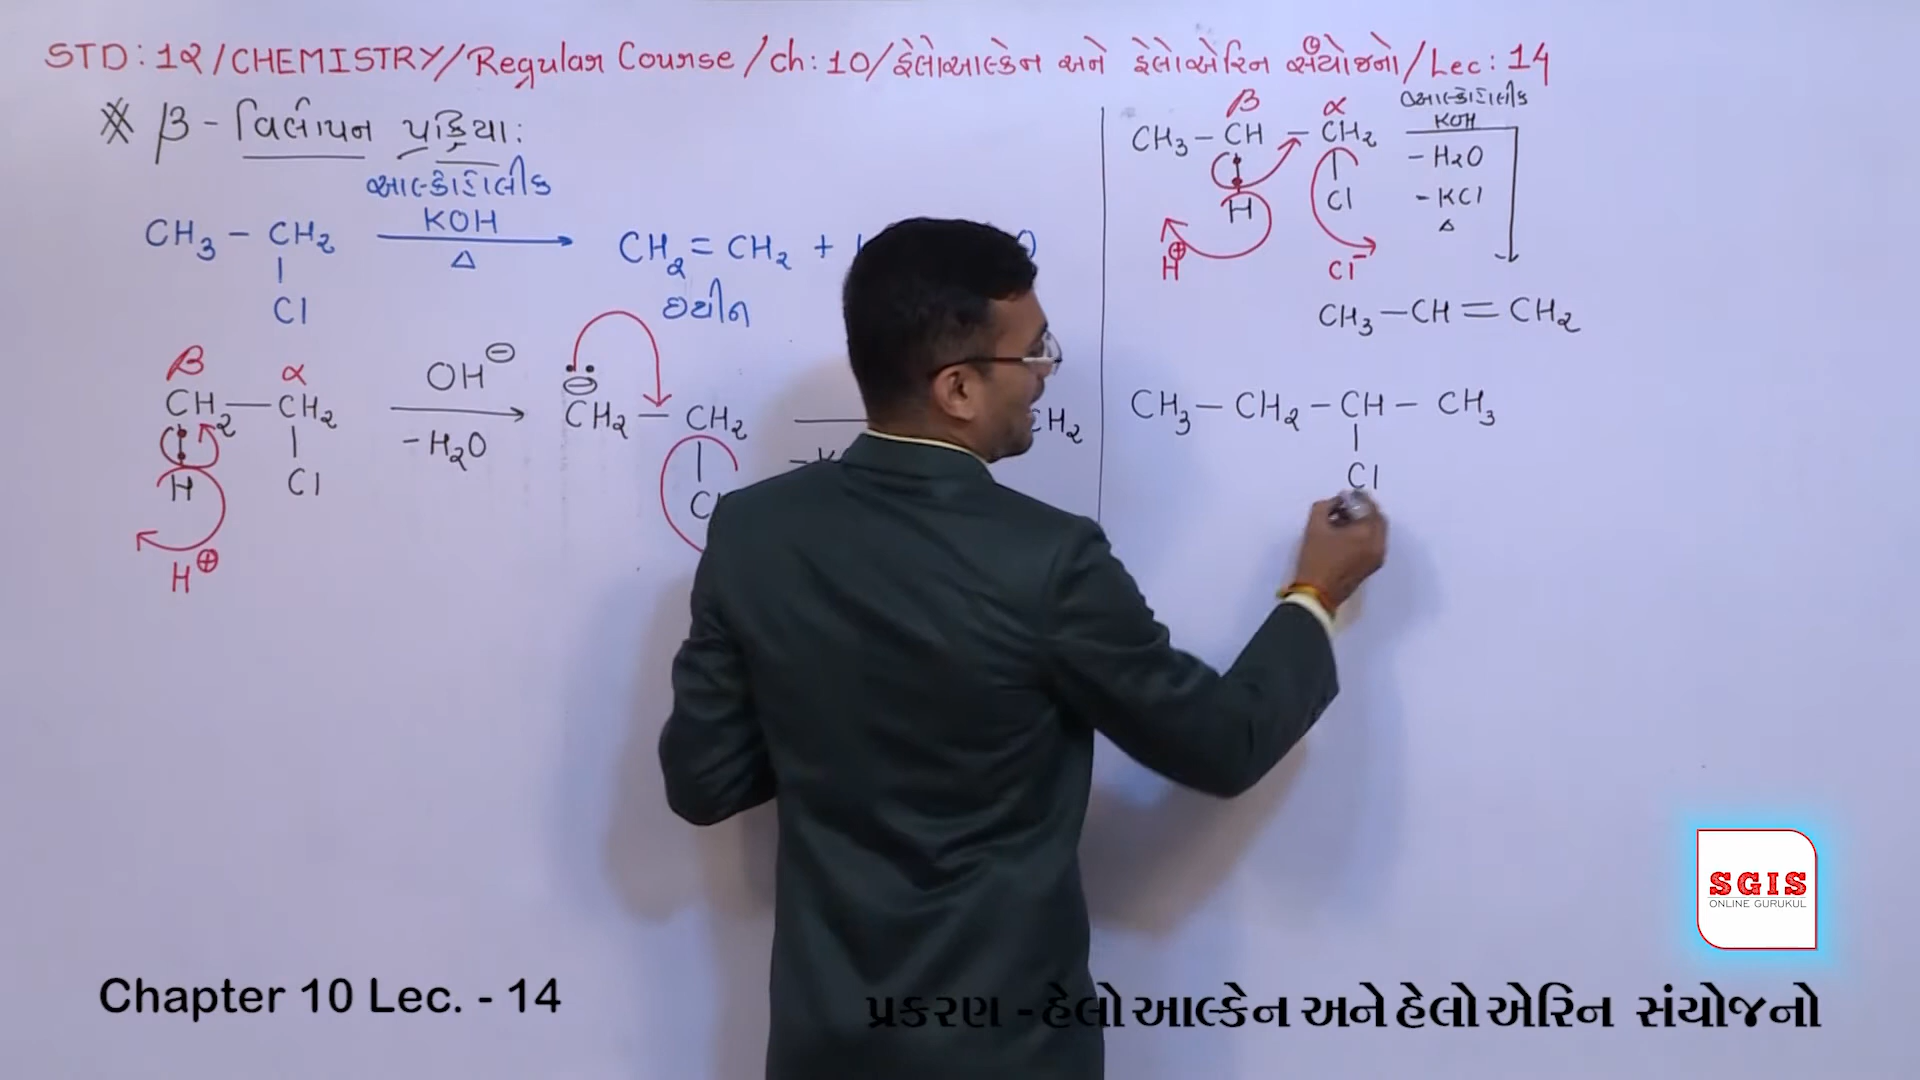 STD: 12/CHEMISTRY/Regular Course/ch: 10/હેલોઆલ્કેન અને હેલોએરિન સંયોજનો/Lec: 14
※ β - વિલોપન પ્રક્રિયા:
આલ્કોહોલીક
CH₃ – CH₂ KOH CH₂ = CH₂ +
Δ
Cl ઇથીન
β α OH⊖
CH₂ — CH₂ -H₂O ⊖ CH₂ — CH₂ CH₂
H Cl
H⊕
β α આલ્કોહોલીક
CH₃ – CH – CH₂ KOH
-H₂O
H Cl -KCl
Δ
H⊕ Cl⁻
CH₃ – CH = CH₂
CH₃ – CH₂ – CH – CH₃
Cl
SGIS
ONLINE GURUKUL
Chapter 10 Lec. - 14
પ્રકરણ - હેલો આલ્કેન અને હેલો એરિન સંયોજનો